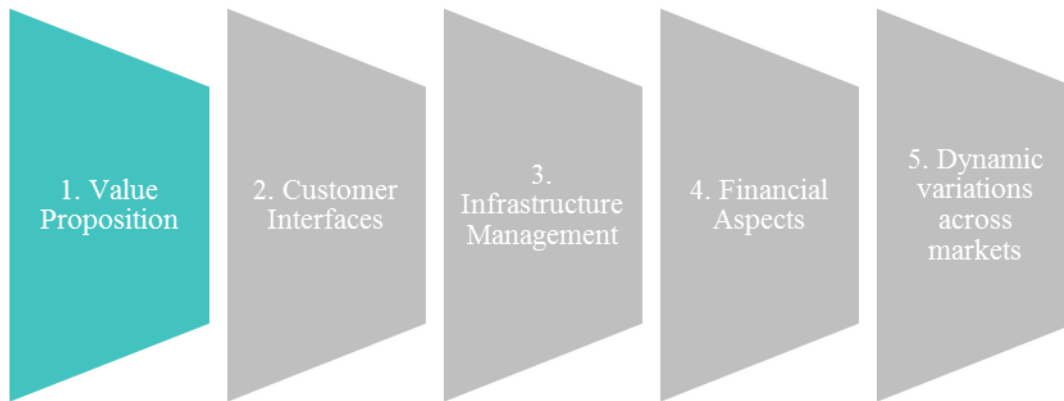 1. Value
Proposition
2. Customer
Interfaces
3.
Infrastructure
Management
4. Financial
Aspects
5. Dynamic
variations
across
markets